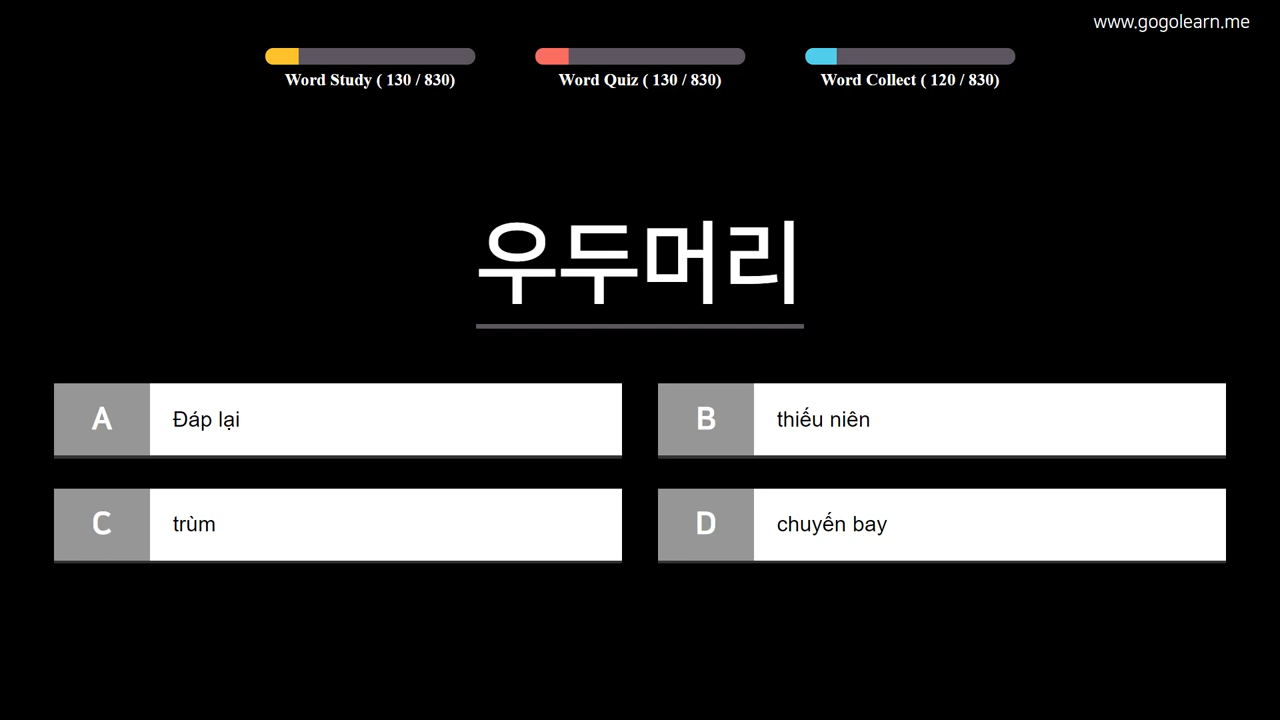 www.gogolearn.me
Word Study ( 130 / 830)
Word Quiz ( 130 / 830)
Word Collect ( 120 / 830)
우두머리
A Đáp lại
B thiếu niên
C trùm
D chuyến bay